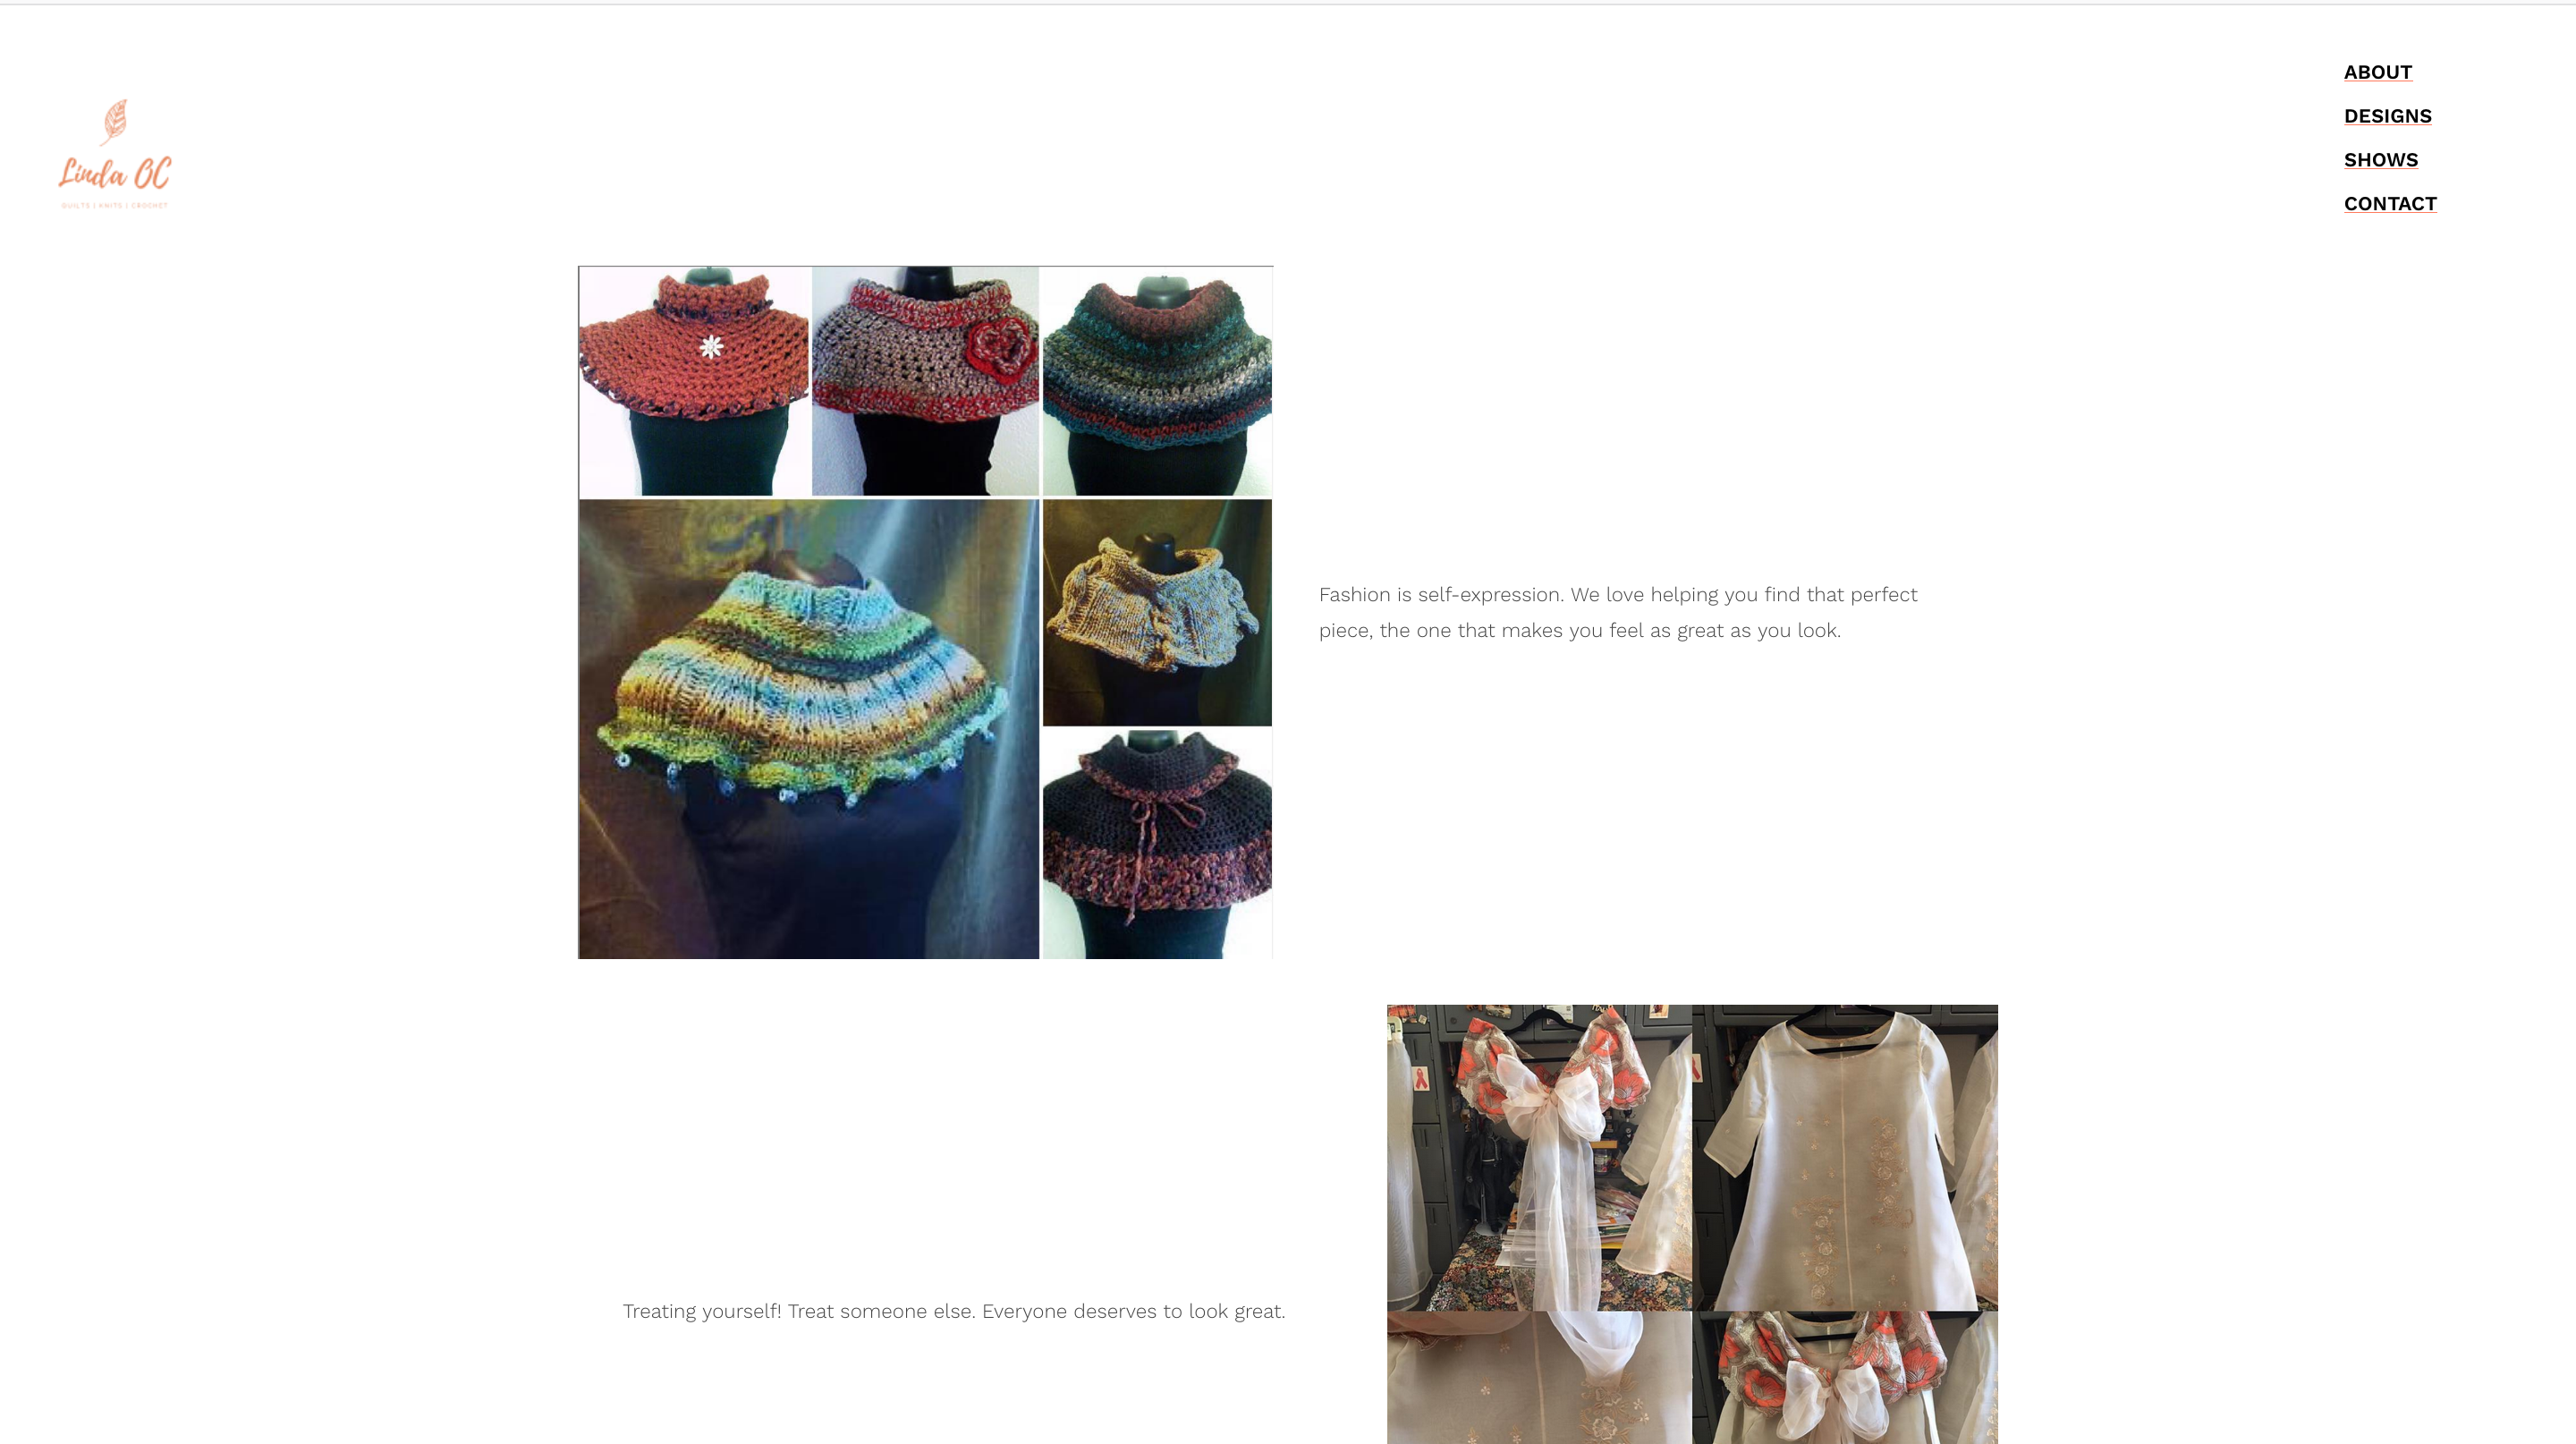 Linda OC
QUILTS | KNITS | CROCHET
ABOUT
DESIGNS
SHOWS
CONTACT
Fashion is self-expression. We love helping you find that perfect
piece, the one that makes you feel as great as you look.
Treating yourself! Treat someone else. Everyone deserves to look great.